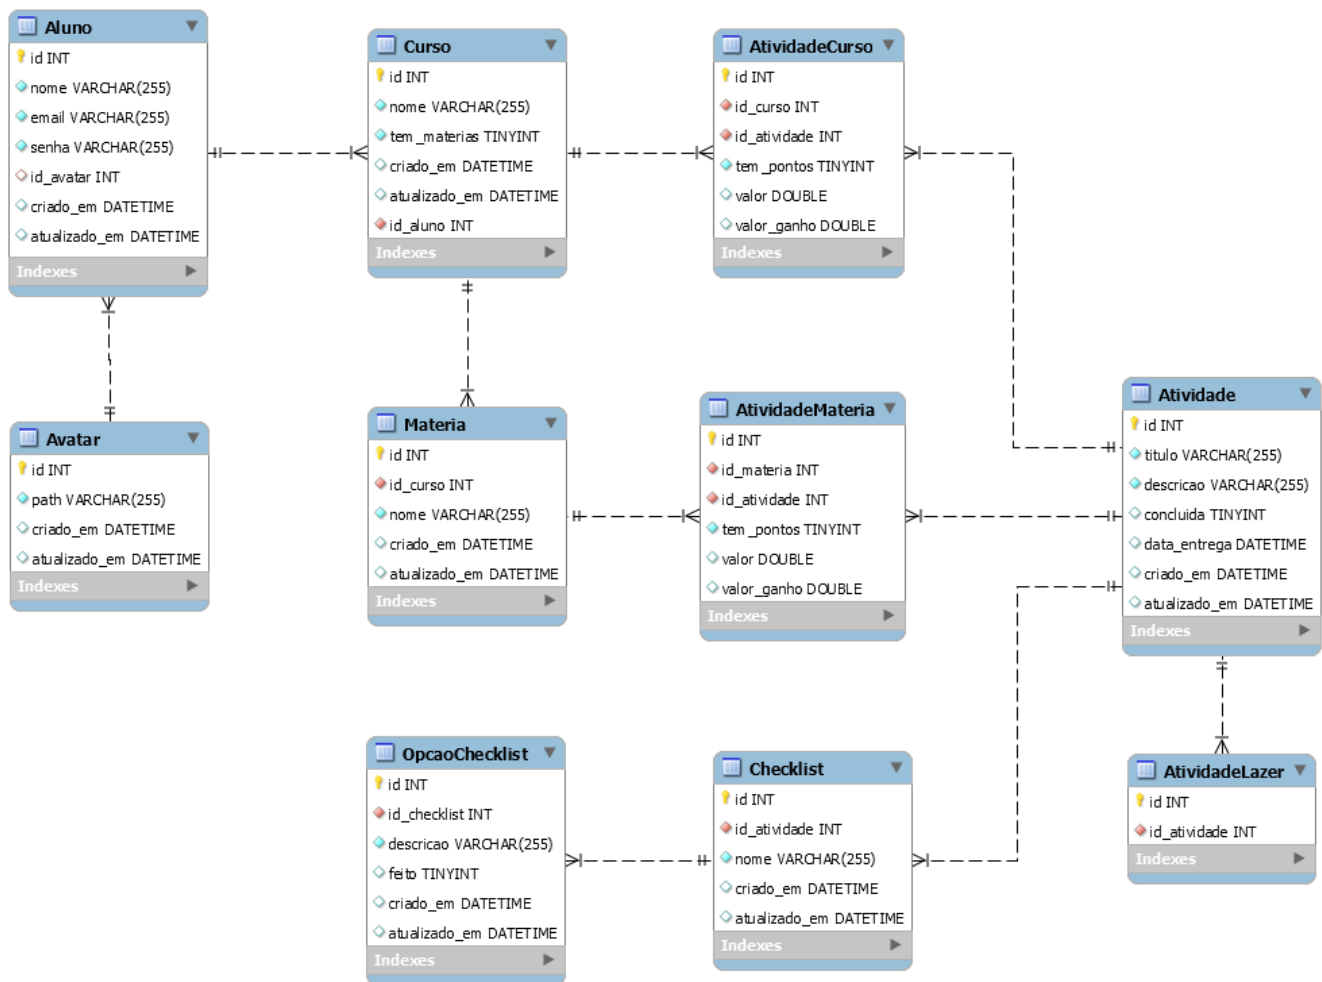 Aluno
id INT
nome VARCHAR(255)
email VARCHAR(255)
senha VARCHAR(255)
id_avatar INT
criado_em DATETIME
atualizado_em DATETIME
Indexes
Curso
id INT
nome VARCHAR(255)
tem_materias TINYINT
criado_em DATETIME
atualizado_em DATETIME
id_aluno INT
Indexes
AtividadeCurso
id INT
id_curso INT
id_atividade INT
tem_pontos TINYINT
valor DOUBLE
valor_ganho DOUBLE
Indexes
Avatar
id INT
path VARCHAR(255)
criado_em DATETIME
atualizado_em DATETIME
Indexes
Materia
id INT
id_curso INT
nome VARCHAR(255)
criado_em DATETIME
atualizado_em DATETIME
Indexes
AtividadeMateria
id INT
id_materia INT
id_atividade INT
tem_pontos TINYINT
valor DOUBLE
valor_ganho DOUBLE
Indexes
Atividade
id INT
titulo VARCHAR(255)
descricao VARCHAR(255)
concluida TINYINT
data_entrega DATETIME
criado_em DATETIME
atualizado_em DATETIME
Indexes
OpcaoChecklist
id INT
id_checklist INT
descricao VARCHAR(255)
feito TINYINT
criado_em DATETIME
atualizado_em DATETIME
Indexes
Checklist
id INT
id_atividade INT
nome VARCHAR(255)
criado_em DATETIME
atualizado_em DATETIME
Indexes
AtividadeLazer
id INT
id_atividade INT
Indexes